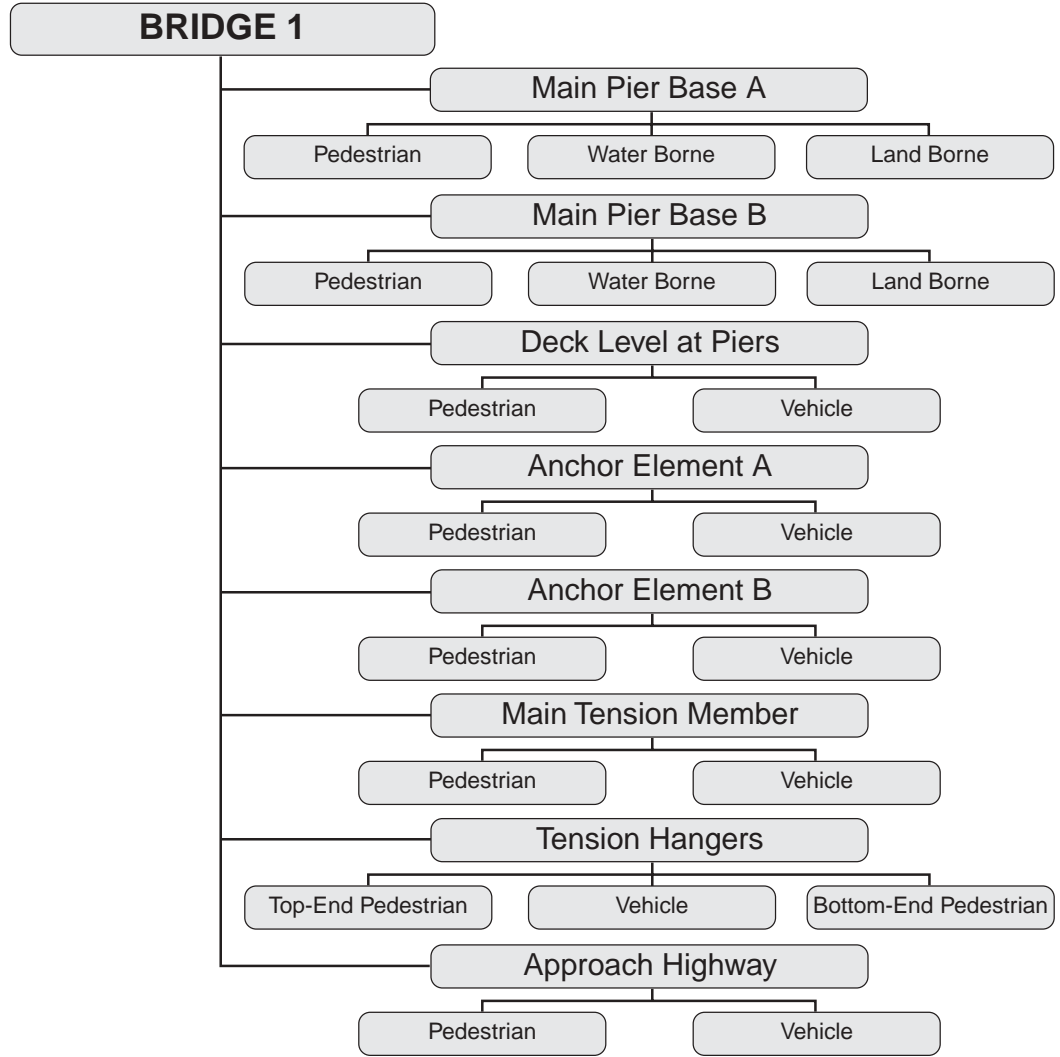 BRIDGE 1
Main Pier Base A
Pedestrian
Water Borne
Land Borne
Main Pier Base B
Pedestrian
Water Borne
Land Borne
Deck Level at Piers
Pedestrian
Vehicle
Anchor Element A
Pedestrian
Vehicle
Anchor Element B
Pedestrian
Vehicle
Main Tension Member
Pedestrian
Vehicle
Tension Hangers
Top-End Pedestrian
Vehicle
Bottom-End Pedestrian
Approach Highway
Pedestrian
Vehicle